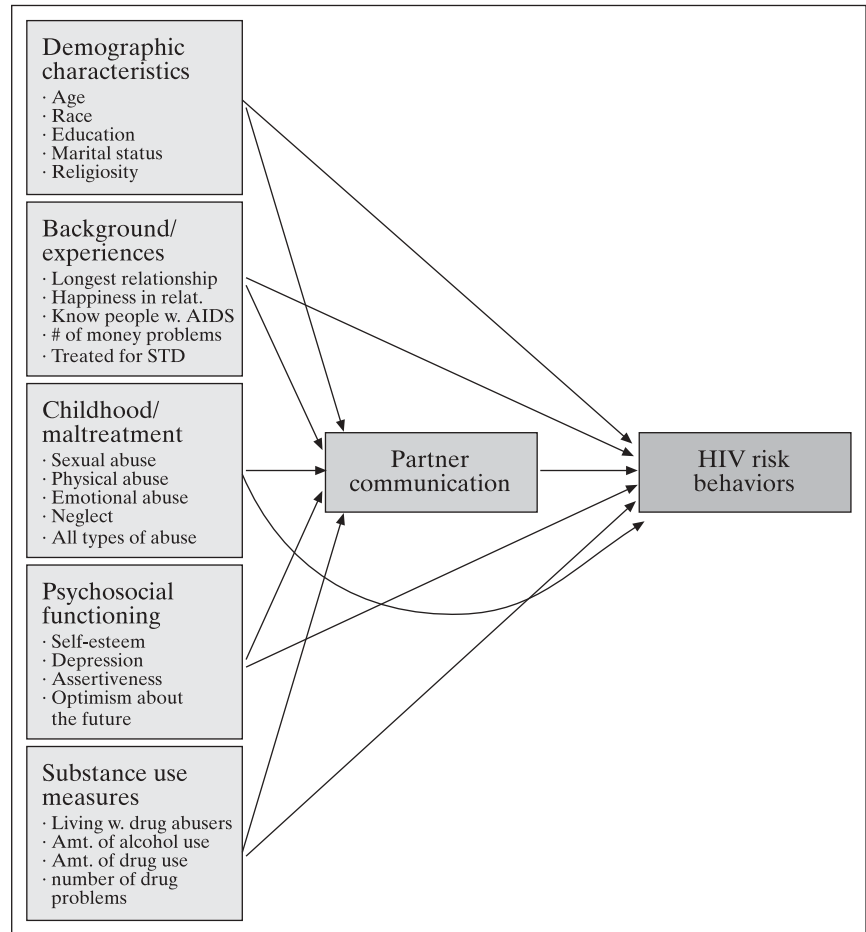 Demographic
characteristics
· Age
· Race
· Education
· Marital status
· Religiosity
Background/
experiences
· Longest relationship
· Happiness in relat.
· Know people w. AIDS
· # of money problems
· Treated for STD
Childhood/
maltreatment
· Sexual abuse
· Physical abuse
· Emotional abuse
· Neglect
· All types of abuse
Psychosocial
functioning
· Self-esteem
· Depression
· Assertiveness
· Optimism about
the future
Substance use
measures
· Living w. drug abusers
· Amt. of alcohol use
· Amt. of drug use
· number of drug
problems
Partner
communication
HIV risk
behaviors